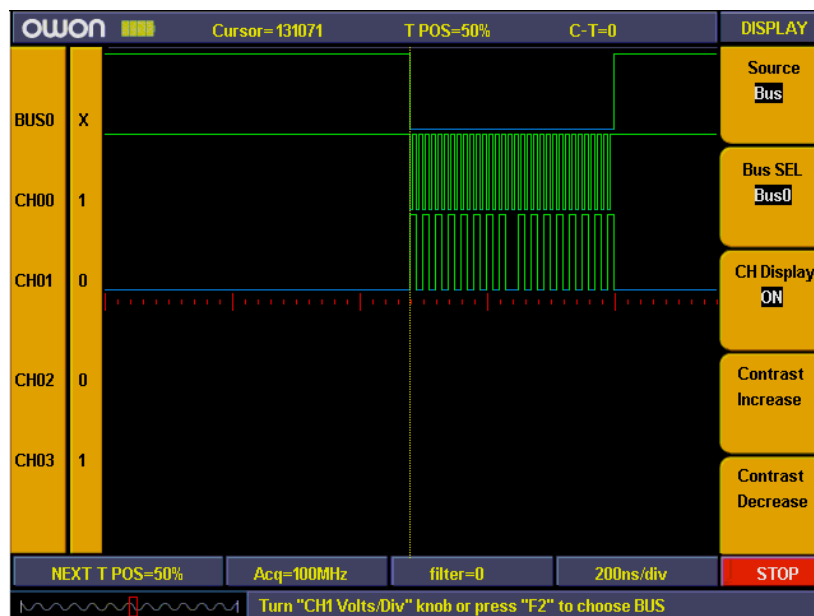 OWON Cursor=131071 T POS=50% C-T=0 DISPLAY
Source
Bus
BUS0 X
Bus SEL
Bus0
CH00 1
CH01 0
CH Display
ON
CH02 0
Contrast
Increase
CH03 1
Contrast
Decrease
NEXT T POS=50% Acq=100MHz filter=0 200ns/div STOP
Turn "CH1 Volts/Div" knob or press "F2" to choose BUS